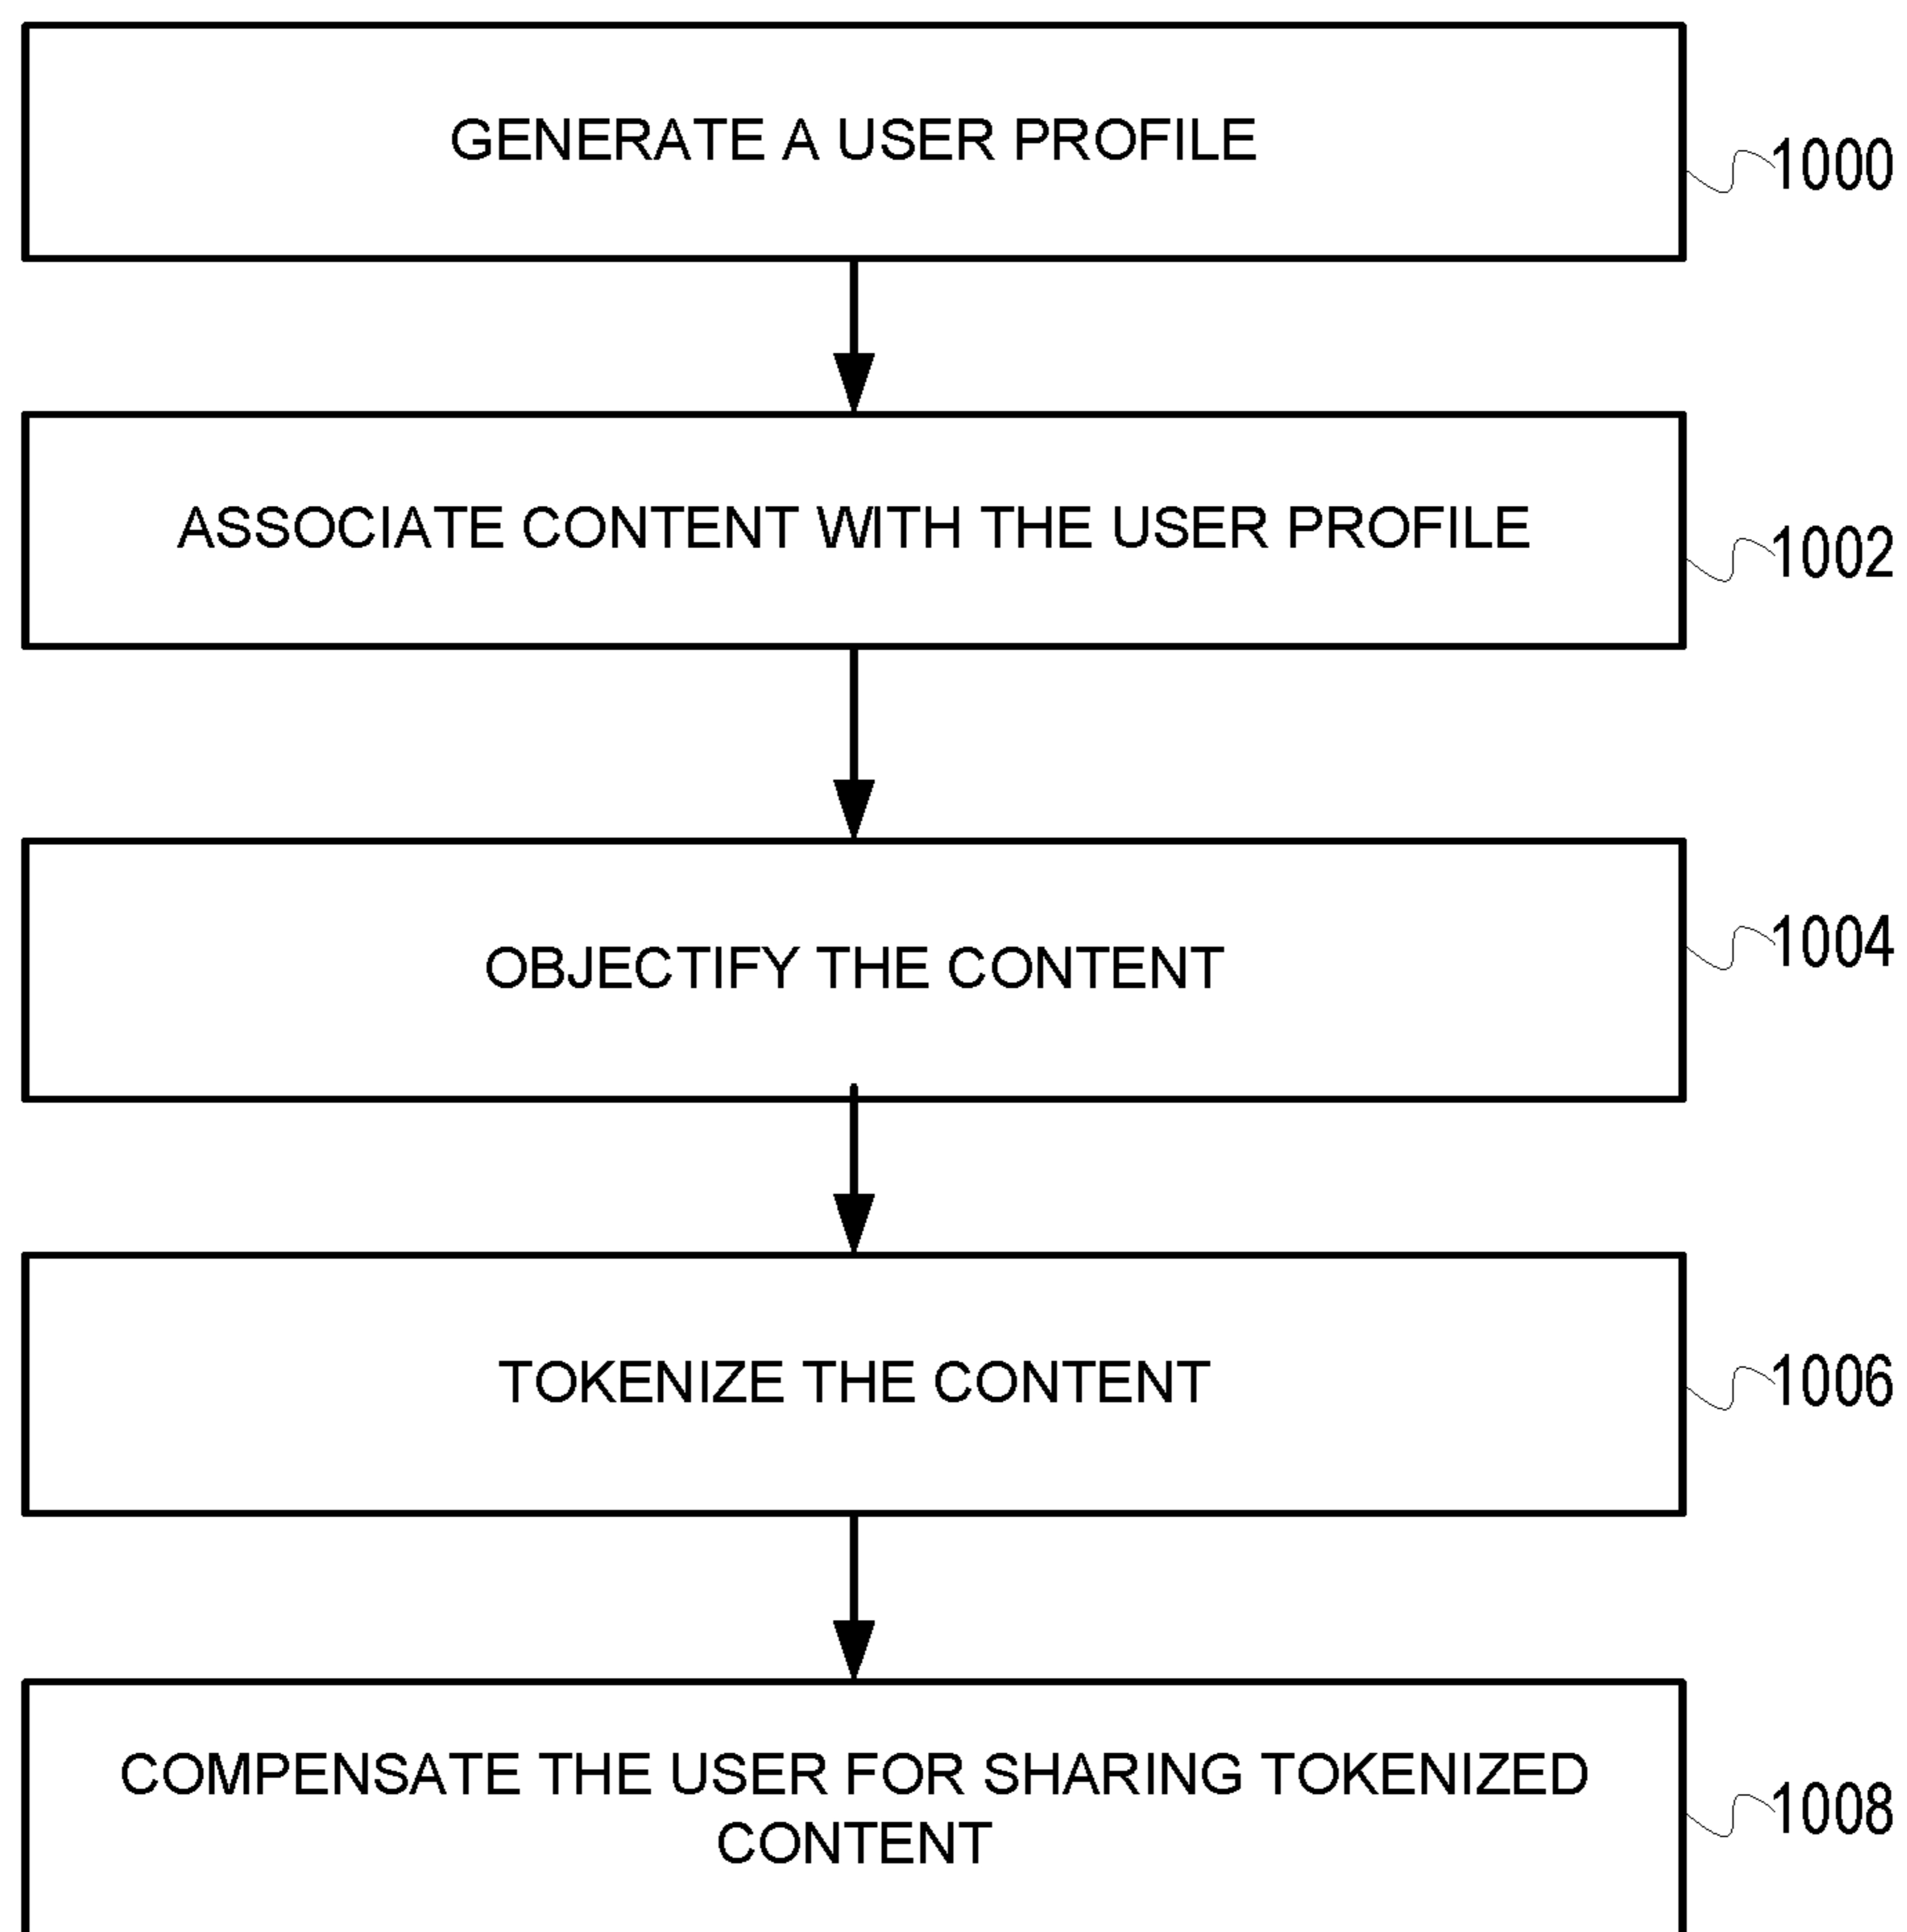 GENERATE A USER PROFILE
1000
ASSOCIATE CONTENT WITH THE USER PROFILE
1002
OBJECTIFY THE CONTENT
1004
TOKENIZE THE CONTENT
1006
COMPENSATE THE USER FOR SHARING TOKENIZED
CONTENT
1008